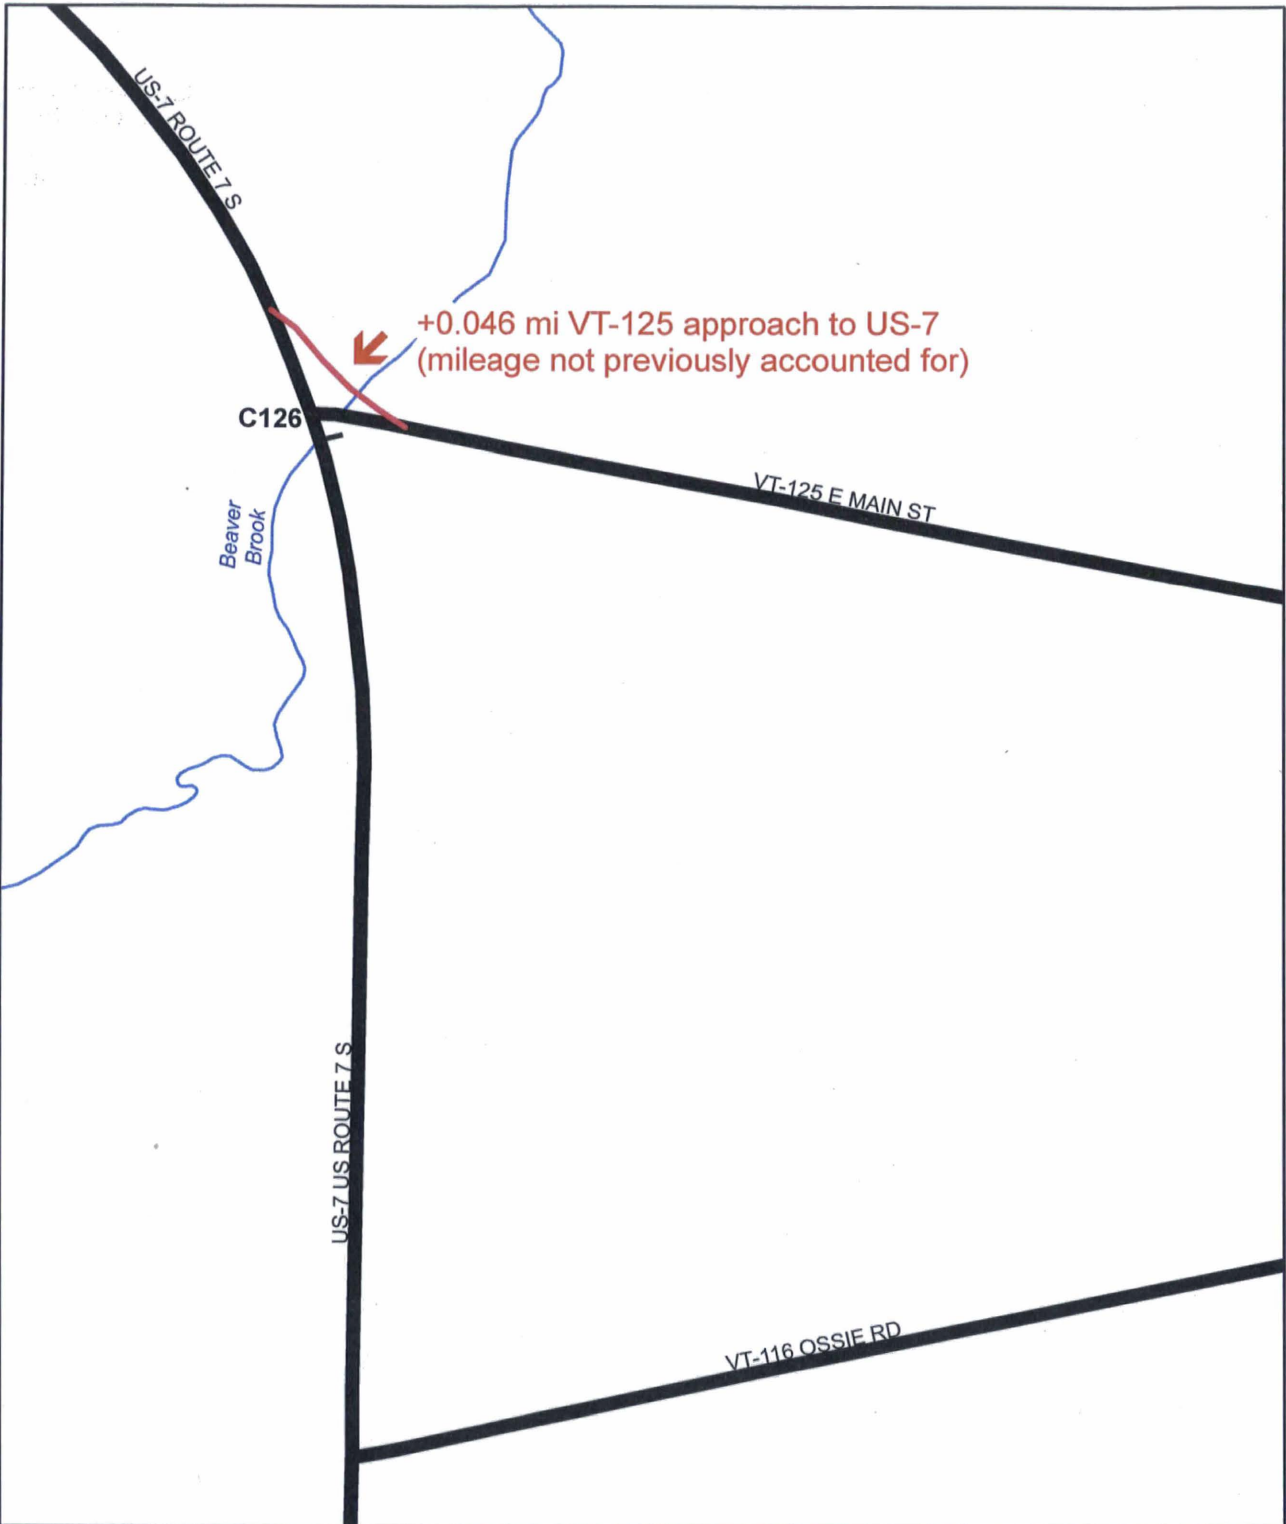 US-7 ROUTE 7 S
+0.046 mi VT-125 approach to US-7
(mileage not previously accounted for)
C126
VT-125 E MAIN ST
Beaver
Brook
US-7 US ROUTE 7 S
VT-116 OSSIE RD